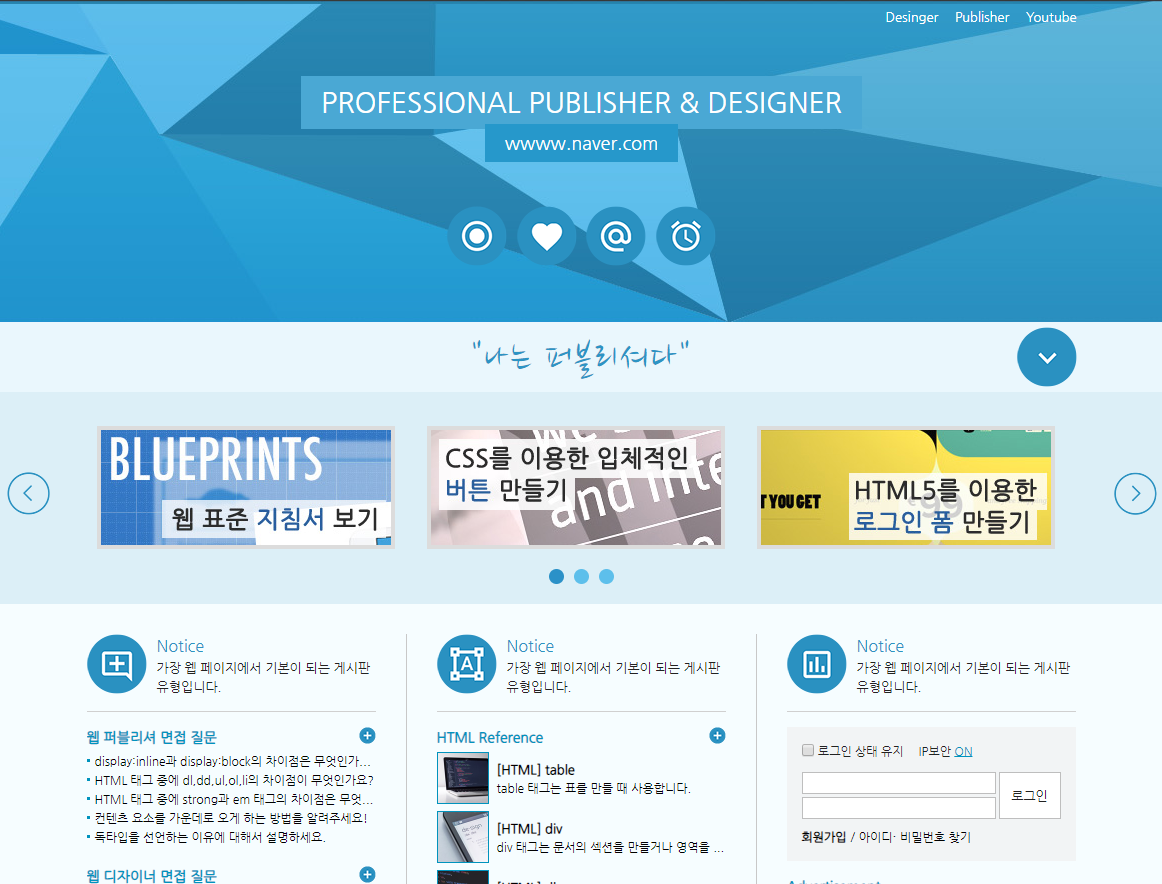 Desinger Publisher Youtube
PROFESSIONAL PUBLISHER & DESIGNER
wwww.naver.com
"나는 퍼블리셔다"
BLUEPRINTS
웹 표준 지침서 보기
CSS를 이용한 입체적인
버튼 만들기
and inte
T YOU GET
HTML5를 이용한
로그인 폼 만들기
99
Notice
가장 웹 페이지에서 기본이 되는 게시판
유형입니다.
웹 퍼블리셔 면접 질문
display:inline과 display:block의 차이점은 무엇인가...
HTML 태그 중에 dl,dd,ul,ol,li의 차이점이 무엇인가요?
HTML 태그 중에 strong과 em 태그의 차이점은 무엇...
컨텐츠 요소를 가운데로 오게 하는 방법을 알려주세요!
독타입을 선언하는 이유에 대해서 설명하세요.
웹 디자이너 면접 질문
Notice
가장 웹 페이지에서 기본이 되는 게시판
유형입니다.
HTML Reference
[HTML] table
table 태그는 표를 만들 때 사용합니다.
[HTML] div
div 태그는 문서의 섹션을 만들거나 영역을 ...
Notice
가장 웹 페이지에서 기본이 되는 게시판
유형입니다.
로그인 상태 유지 IP보안 ON
로그인
회원가입 / 아이디· 비밀번호 찾기